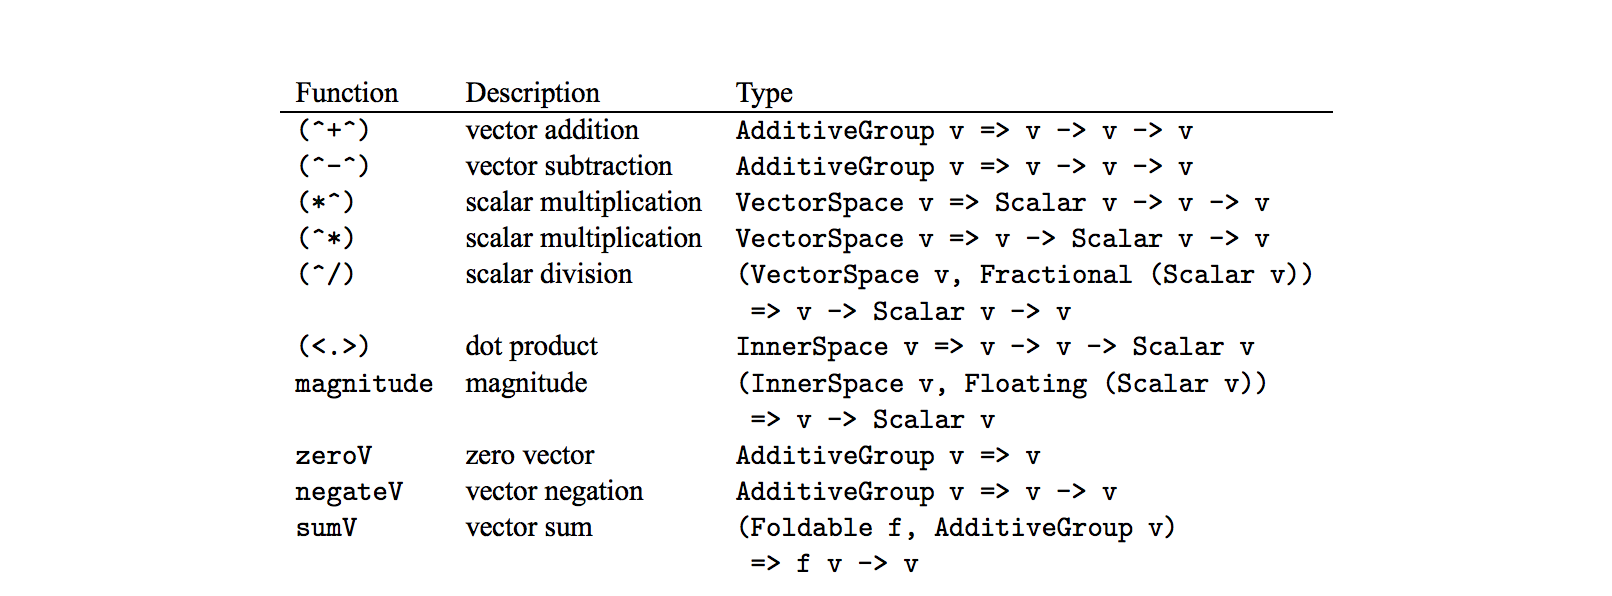 Function Description Type
(^+^) vector addition AdditiveGroup v => v -> v -> v
(^-^) vector subtraction AdditiveGroup v => v -> v -> v
(*^) scalar multiplication VectorSpace v => Scalar v -> v -> v
(^*) scalar multiplication VectorSpace v => v -> Scalar v -> v
(^/) scalar division (VectorSpace v, Fractional (Scalar v))
=> v -> Scalar v -> v
(<.>) dot product InnerSpace v => v -> v -> Scalar v
magnitude magnitude (InnerSpace v, Floating (Scalar v))
=> v -> Scalar v
zeroV zero vector AdditiveGroup v => v
negateV vector negation AdditiveGroup v => v -> v
sumV vector sum (Foldable f, AdditiveGroup v)
=> f v -> v